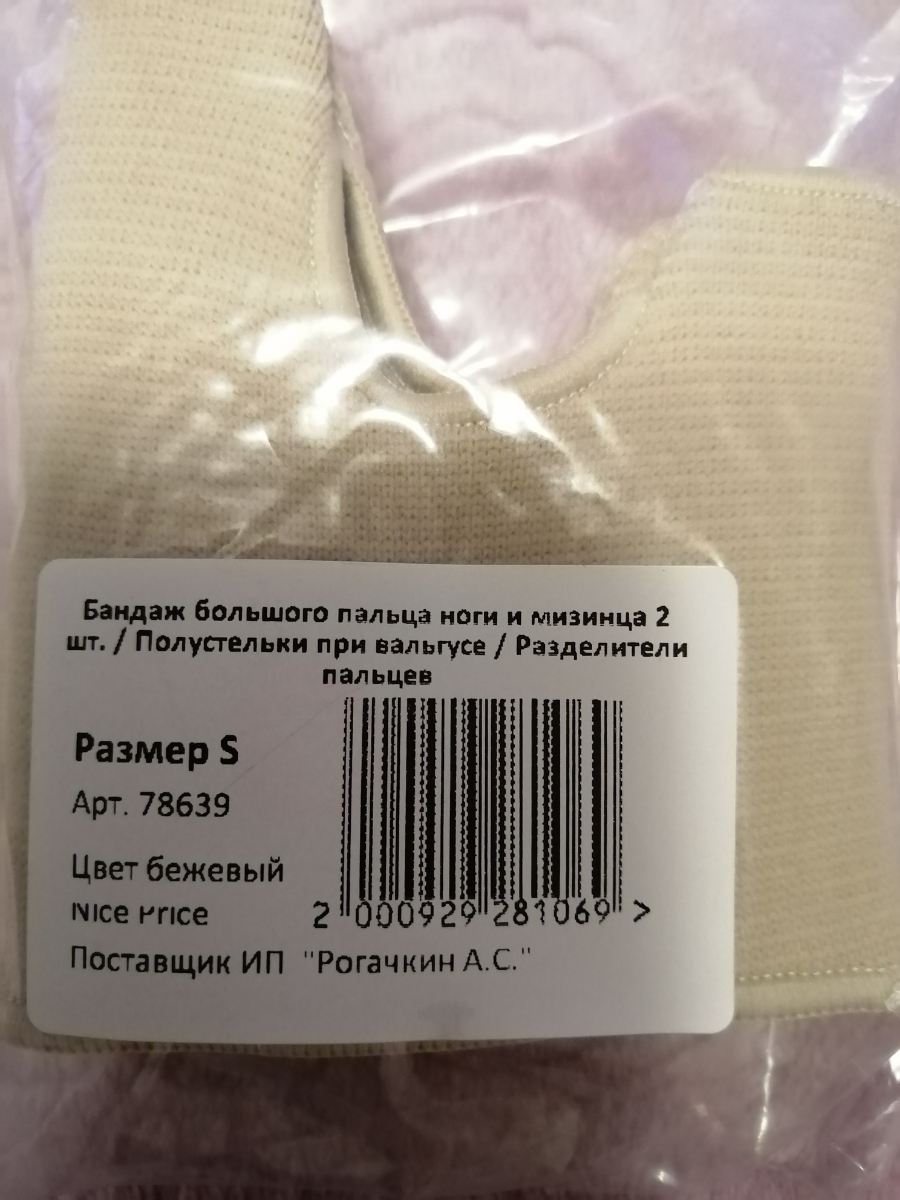 Бандаж большого пальца ноги и мизинца 2
шт. / Полустельки при вальгусе / Разделители
пальцев
Размер S
Арт. 78639
Цвет бежевый
Nice Price
2 000929 281069 >
Поставщик ИП "Рогачкин А.С."